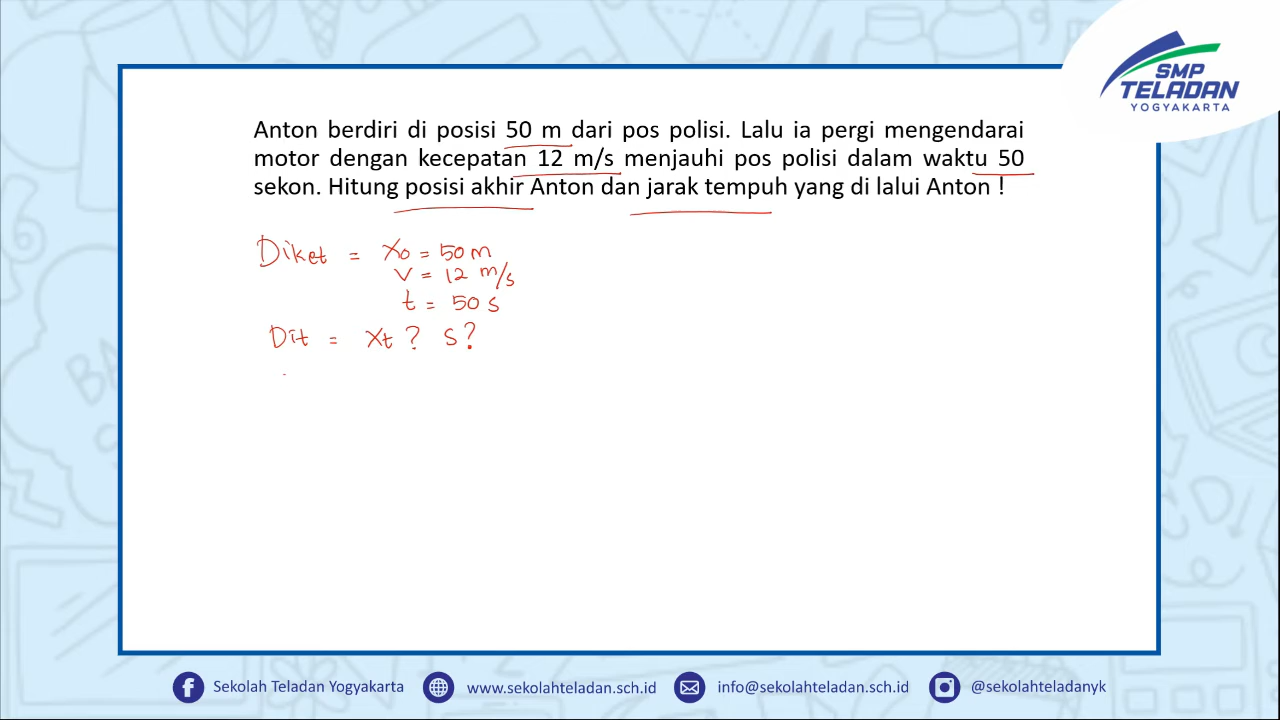 SMP
TELADAN
YOGYAKARTA
Anton berdiri di posisi 50 m dari pos polisi. Lalu ia pergi mengendarai
motor dengan kecepatan 12 m/s menjauhi pos polisi dalam waktu 50
sekon. Hitung posisi akhir Anton dan jarak tempuh yang di lalui Anton !
Diket = Xo = 50 m
v = 12 m/s
t = 50 s
Dit = Xt ? S?
Sekolah Teladan Yogyakarta www.sekolahteladan.sch.id info@sekolahteladan.sch.id @sekolahteladanyk